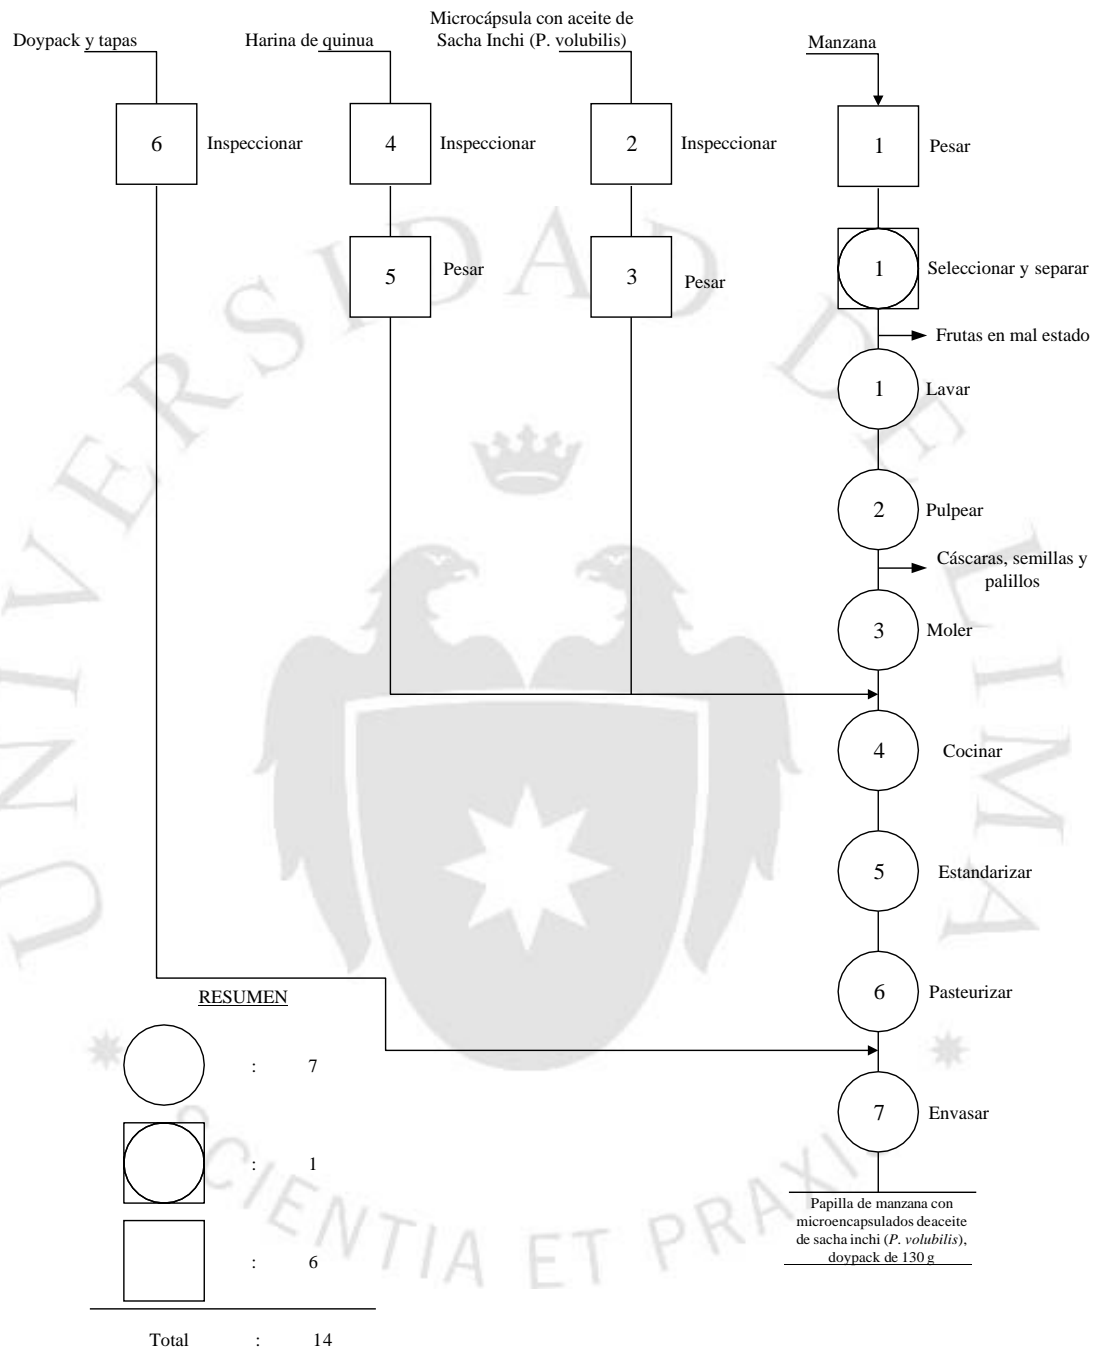 Doypack y tapas
Harina de quinua
Microcápsula con aceite de
Sacha Inchi (P. volubilis)
Manzana
6
Inspeccionar
4
Inspeccionar
2
Inspeccionar
1
Pesar
5
Pesar
3
Pesar
1
Seleccionar y separar
Frutas en mal estado
1
Lavar
2
Pulpear
Cáscaras, semillas y
palillos
3
Moler
4
Cocinar
5
Estandarizar
6
Pasteurizar
7
Envasar
Papilla de manzana con
microencapsulados deaceite
de sacha inchi (P. volubilis),
doypack de 130 g
RESUMEN
: 7
: 1
: 6
Total : 14
UNIVERSIDAD DE LIMA
SCIENTIA ET PRAXIS